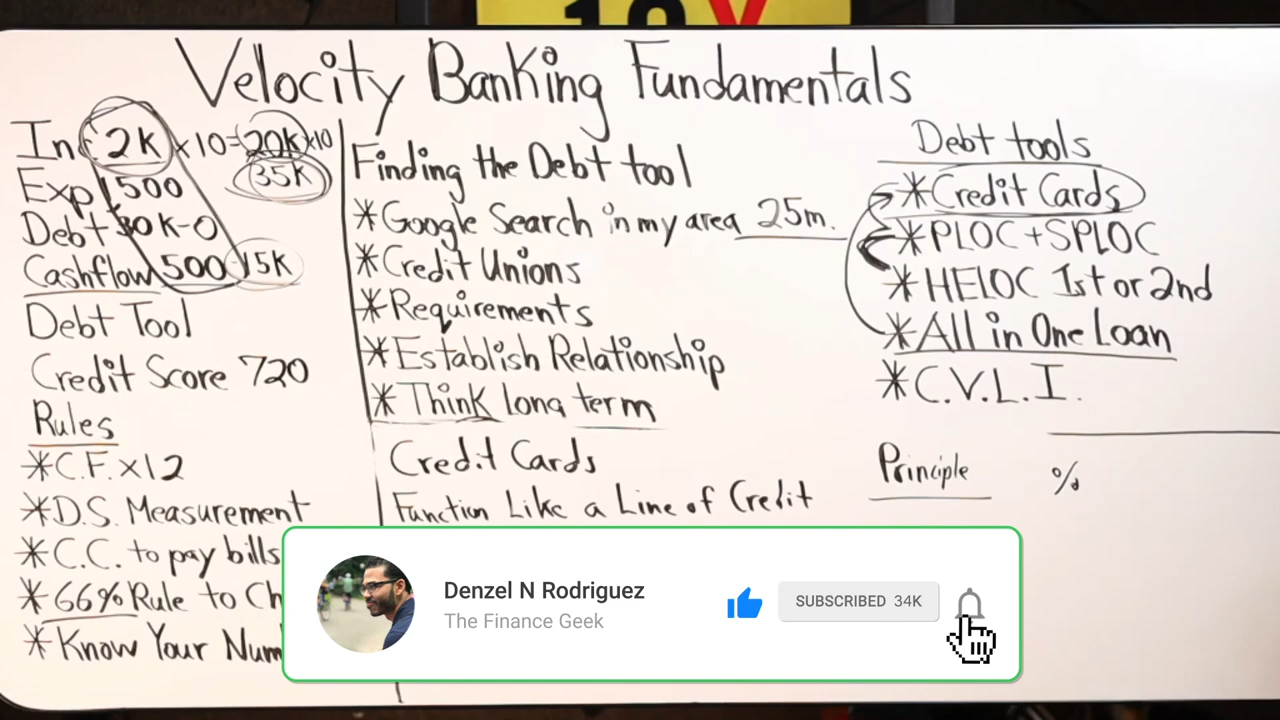 Velocity Banking Fundamentals
Inc 2K x10=20K x10
Exp 1500 35K
Debt 30K-0
Cashflow 500 15K
Debt Tool
Credit Score 720
Rules
*C.F.x12
*D.S. Measurement
*C.C. to pay bills
*66% Rule to Ch
*Know Your Num
Finding the Debt tool
*Google Search in my area 25m.
*Credit Unions
*Requirements
*Establish Relationship
*Think long term
Credit Cards
Function Like a Line of Credit
Debt tools
*Credit Cards
*PLOC+SPLOC
*HELOC 1st or 2nd
*All in One Loan
*C.V.L.I.
Principle %
Denzel N Rodriguez
The Finance Geek
SUBSCRIBED 34K